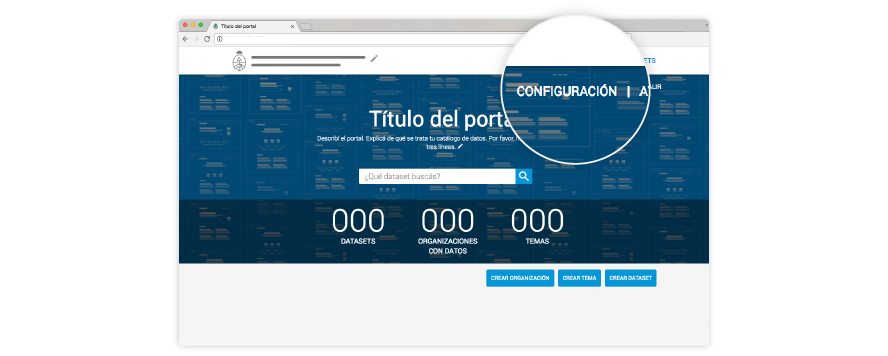 Título del portal
ETS
CONFIGURACIÓN | A
ALIR
Título del porta
Describí el portal. Explicá de qué se trata tu catálogo de datos. Por favor,
tres líneas.
¿Qué dataset buscás?
000 000 000
DATASETS ORGANIZACIONES TEMAS
CON DATOS
CREAR ORGANIZACIÓN CREAR TEMA CREAR DATASET